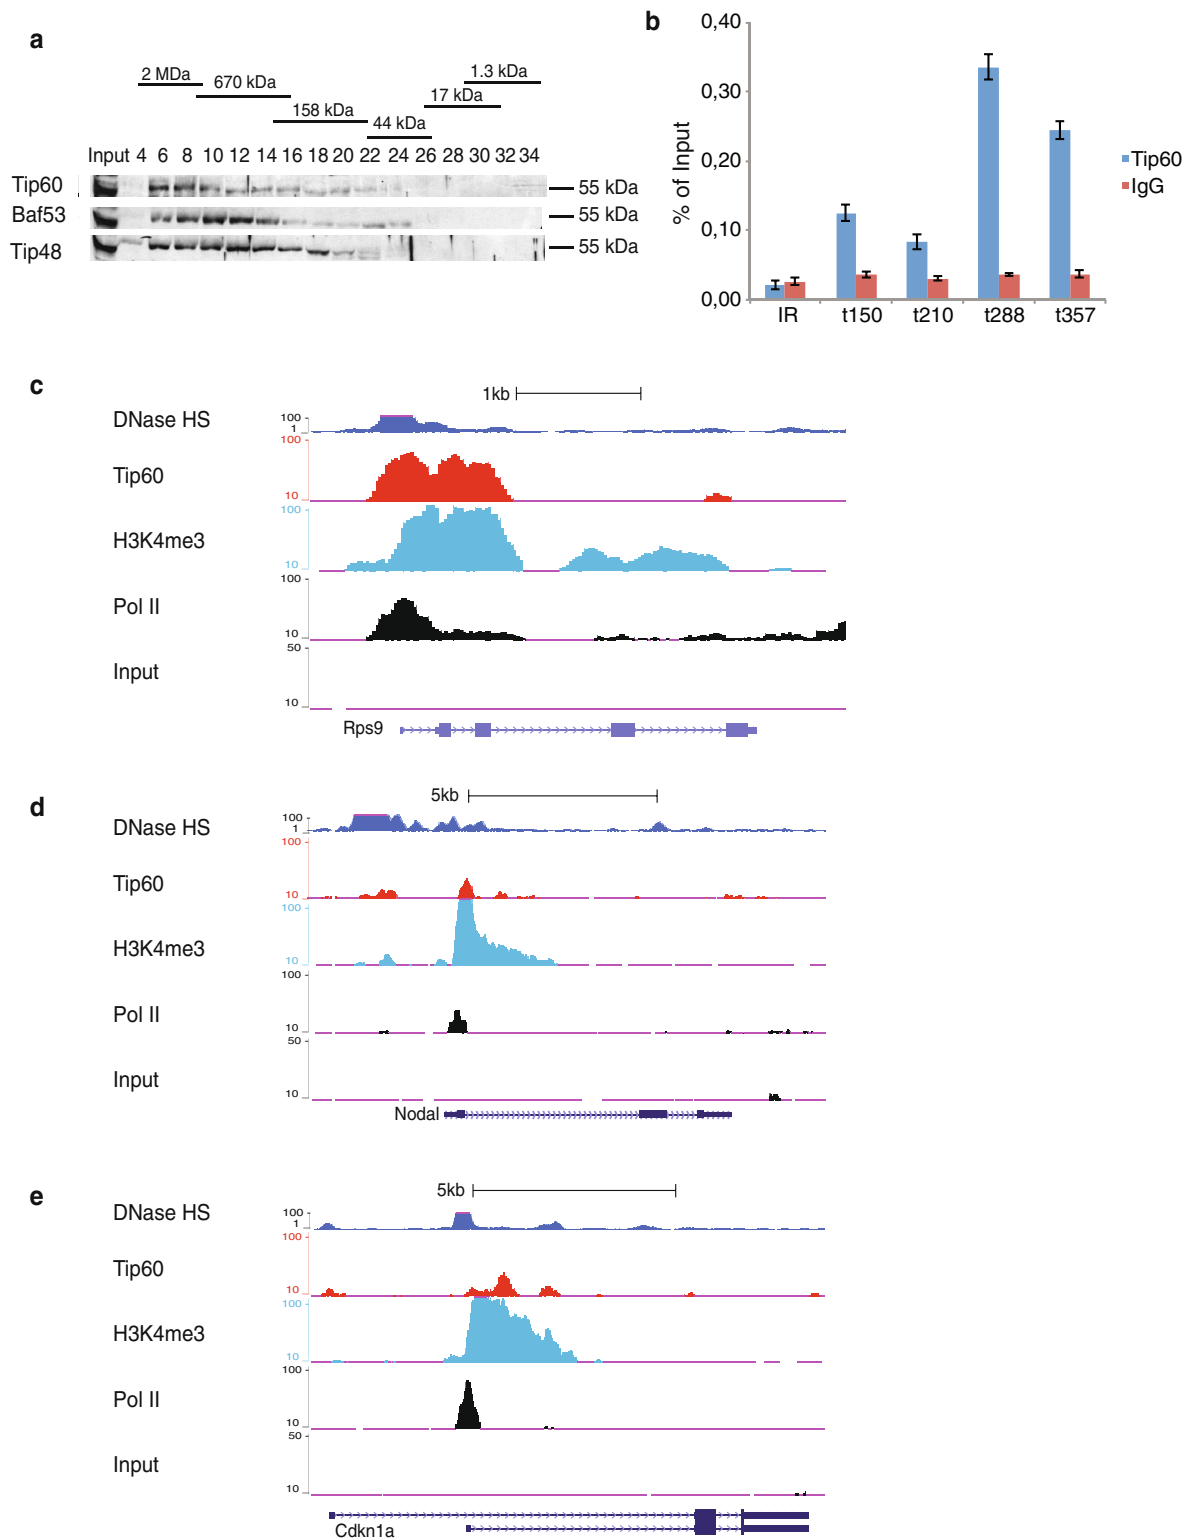 a
2 MDa
670 kDa
158 kDa
44 kDa
17 kDa
1.3 kDa
Input 4 6 8 10 12 14 16 18 20 22 24 26 28 30 32 34
Tip60
55 kDa
Baf53
55 kDa
Tip48
55 kDa
b
% of Input
0,40
0,30
0,20
0,10
0,00
IR t150 t210 t288 t357
Tip60
IgG
c
1kb
DNase HS
100
1
Tip60
100
10
H3K4me3
100
10
Pol II
100
10
Input
50
10
Rps9
d
5kb
DNase HS
100
1
Tip60
100
10
H3K4me3
100
10
Pol II
100
10
Input
50
10
Nodal
e
5kb
DNase HS
100
1
Tip60
100
10
H3K4me3
100
10
Pol II
100
10
Input
50
10
Cdkn1a